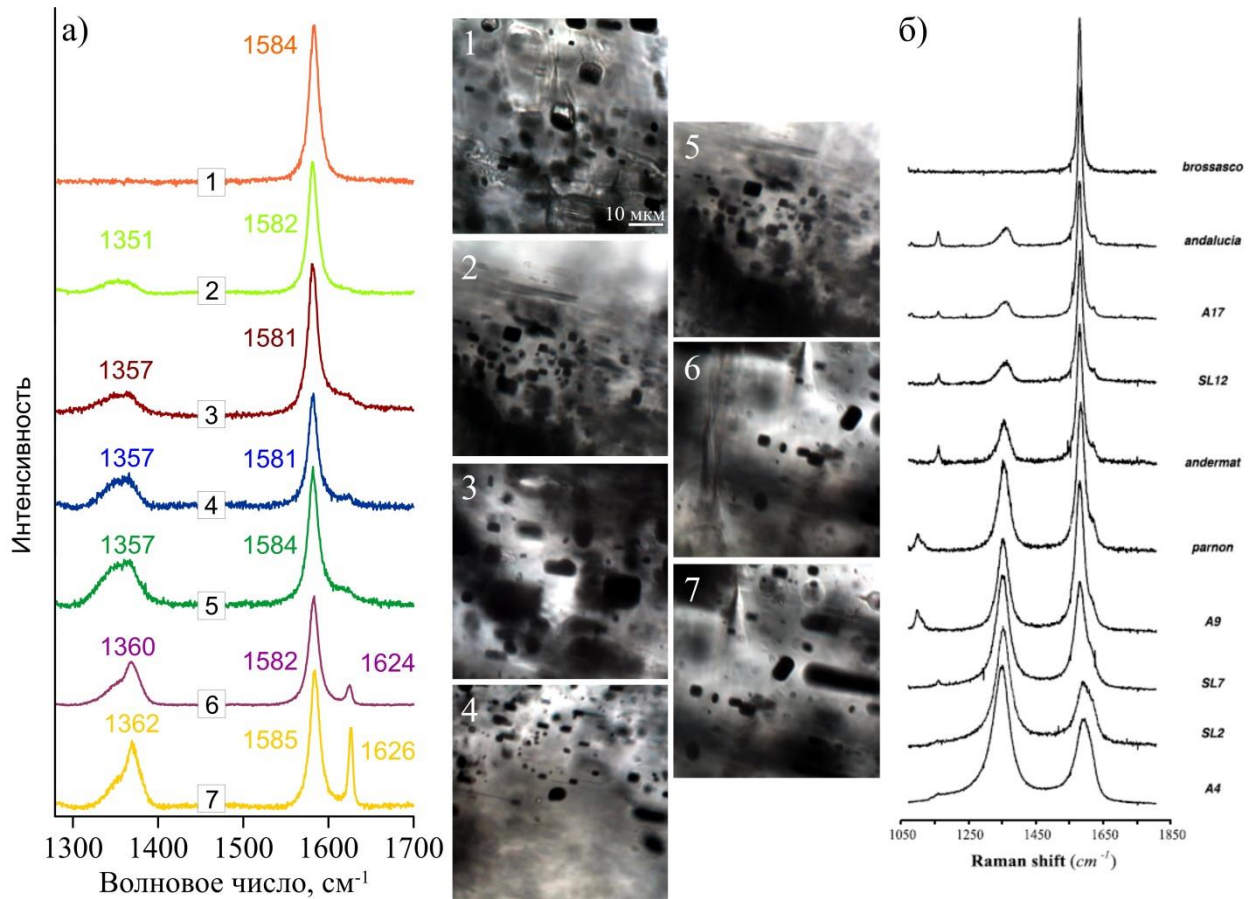 а)
Интенсивность
1584
1
1351
1582
2
1357
1581
3
1357
1581
4
1357
1584
5
1360
1582
1624
6
1362
1585
1626
7
1300 1400 1500 1600 1700
Волновое число, см-1
1
10 мкм
2
3
4
5
6
7
б)
brossasco
andalucia
A17
SL12
andermat
parnon
A9
SL7
SL2
A4
1050 1250 1450 1650 1850
Raman shift (cm-1)